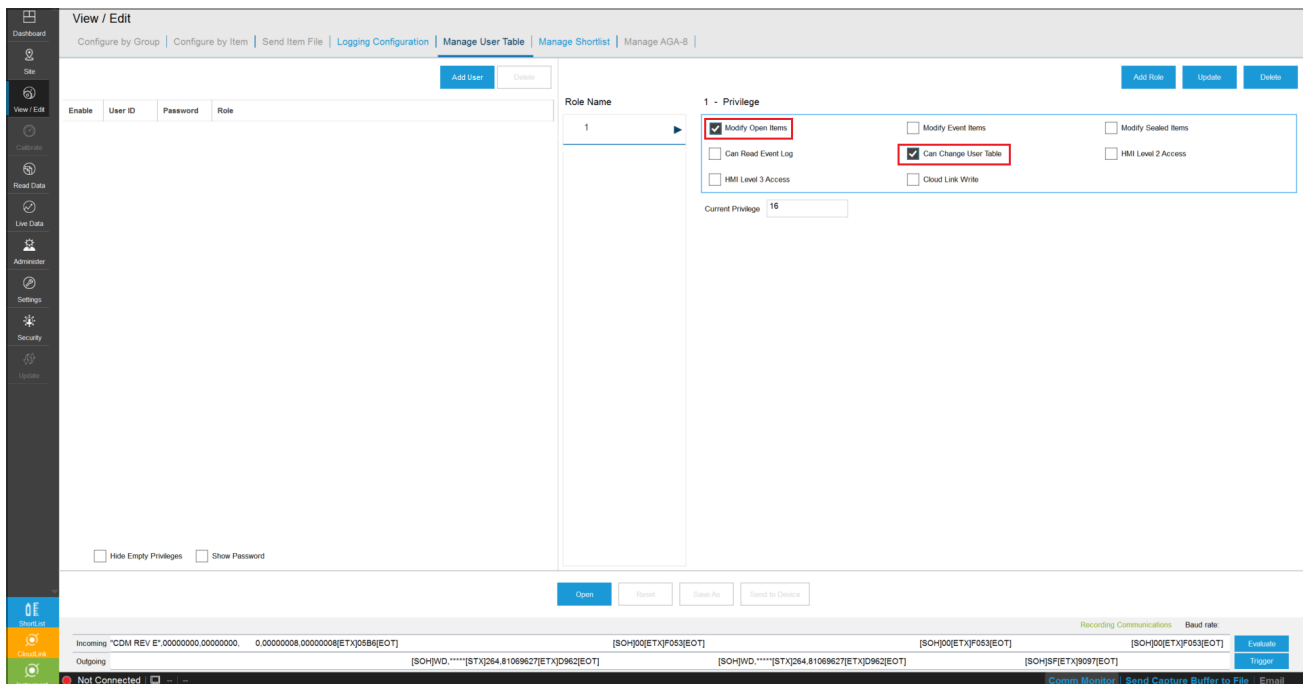 View / Edit
Configure by Group | Configure by Item | Send Item File | Logging Configuration | Manage User Table | Manage Shortlist | Manage AGA-8 |
Dashboard
Site
View / Edit
Calibrate
Read Data
Live Data
Administer
Settings
Security
Update
ShortList
CloudLink
Add User
Delete
Enable
User ID
Password
Role
Hide Empty Privileges
Show Password
Role Name
1
Add Role
Update
Delete
1 - Privilege
Modify Open Items
Modify Event Items
Modify Sealed Items
Can Read Event Log
Can Change User Table
HMI Level 2 Access
HMI Level 3 Access
Cloud Link Write
Current Privilege 16
Open
Reset
Save As
Send to Device
Recording Communications Baud rate:
Incoming "CDM REV E",00000000,00000000, 0,00000008,00000008[ETX]05B6[EOT] [SOH]00[ETX]F053[EOT] [SOH]00[ETX]F053[EOT] [SOH]00[ETX]F053[EOT]
Evaluate
Outgoing [SOH]WD,*****[STX]264,81069627[ETX]D962[EOT] [SOH]WD,*****[STX]264,81069627[ETX]D962[EOT] [SOH]SF[ETX]9097[EOT]
Trigger
Not Connected | -- | --
Comm Monitor | Send Capture Buffer to File | Email